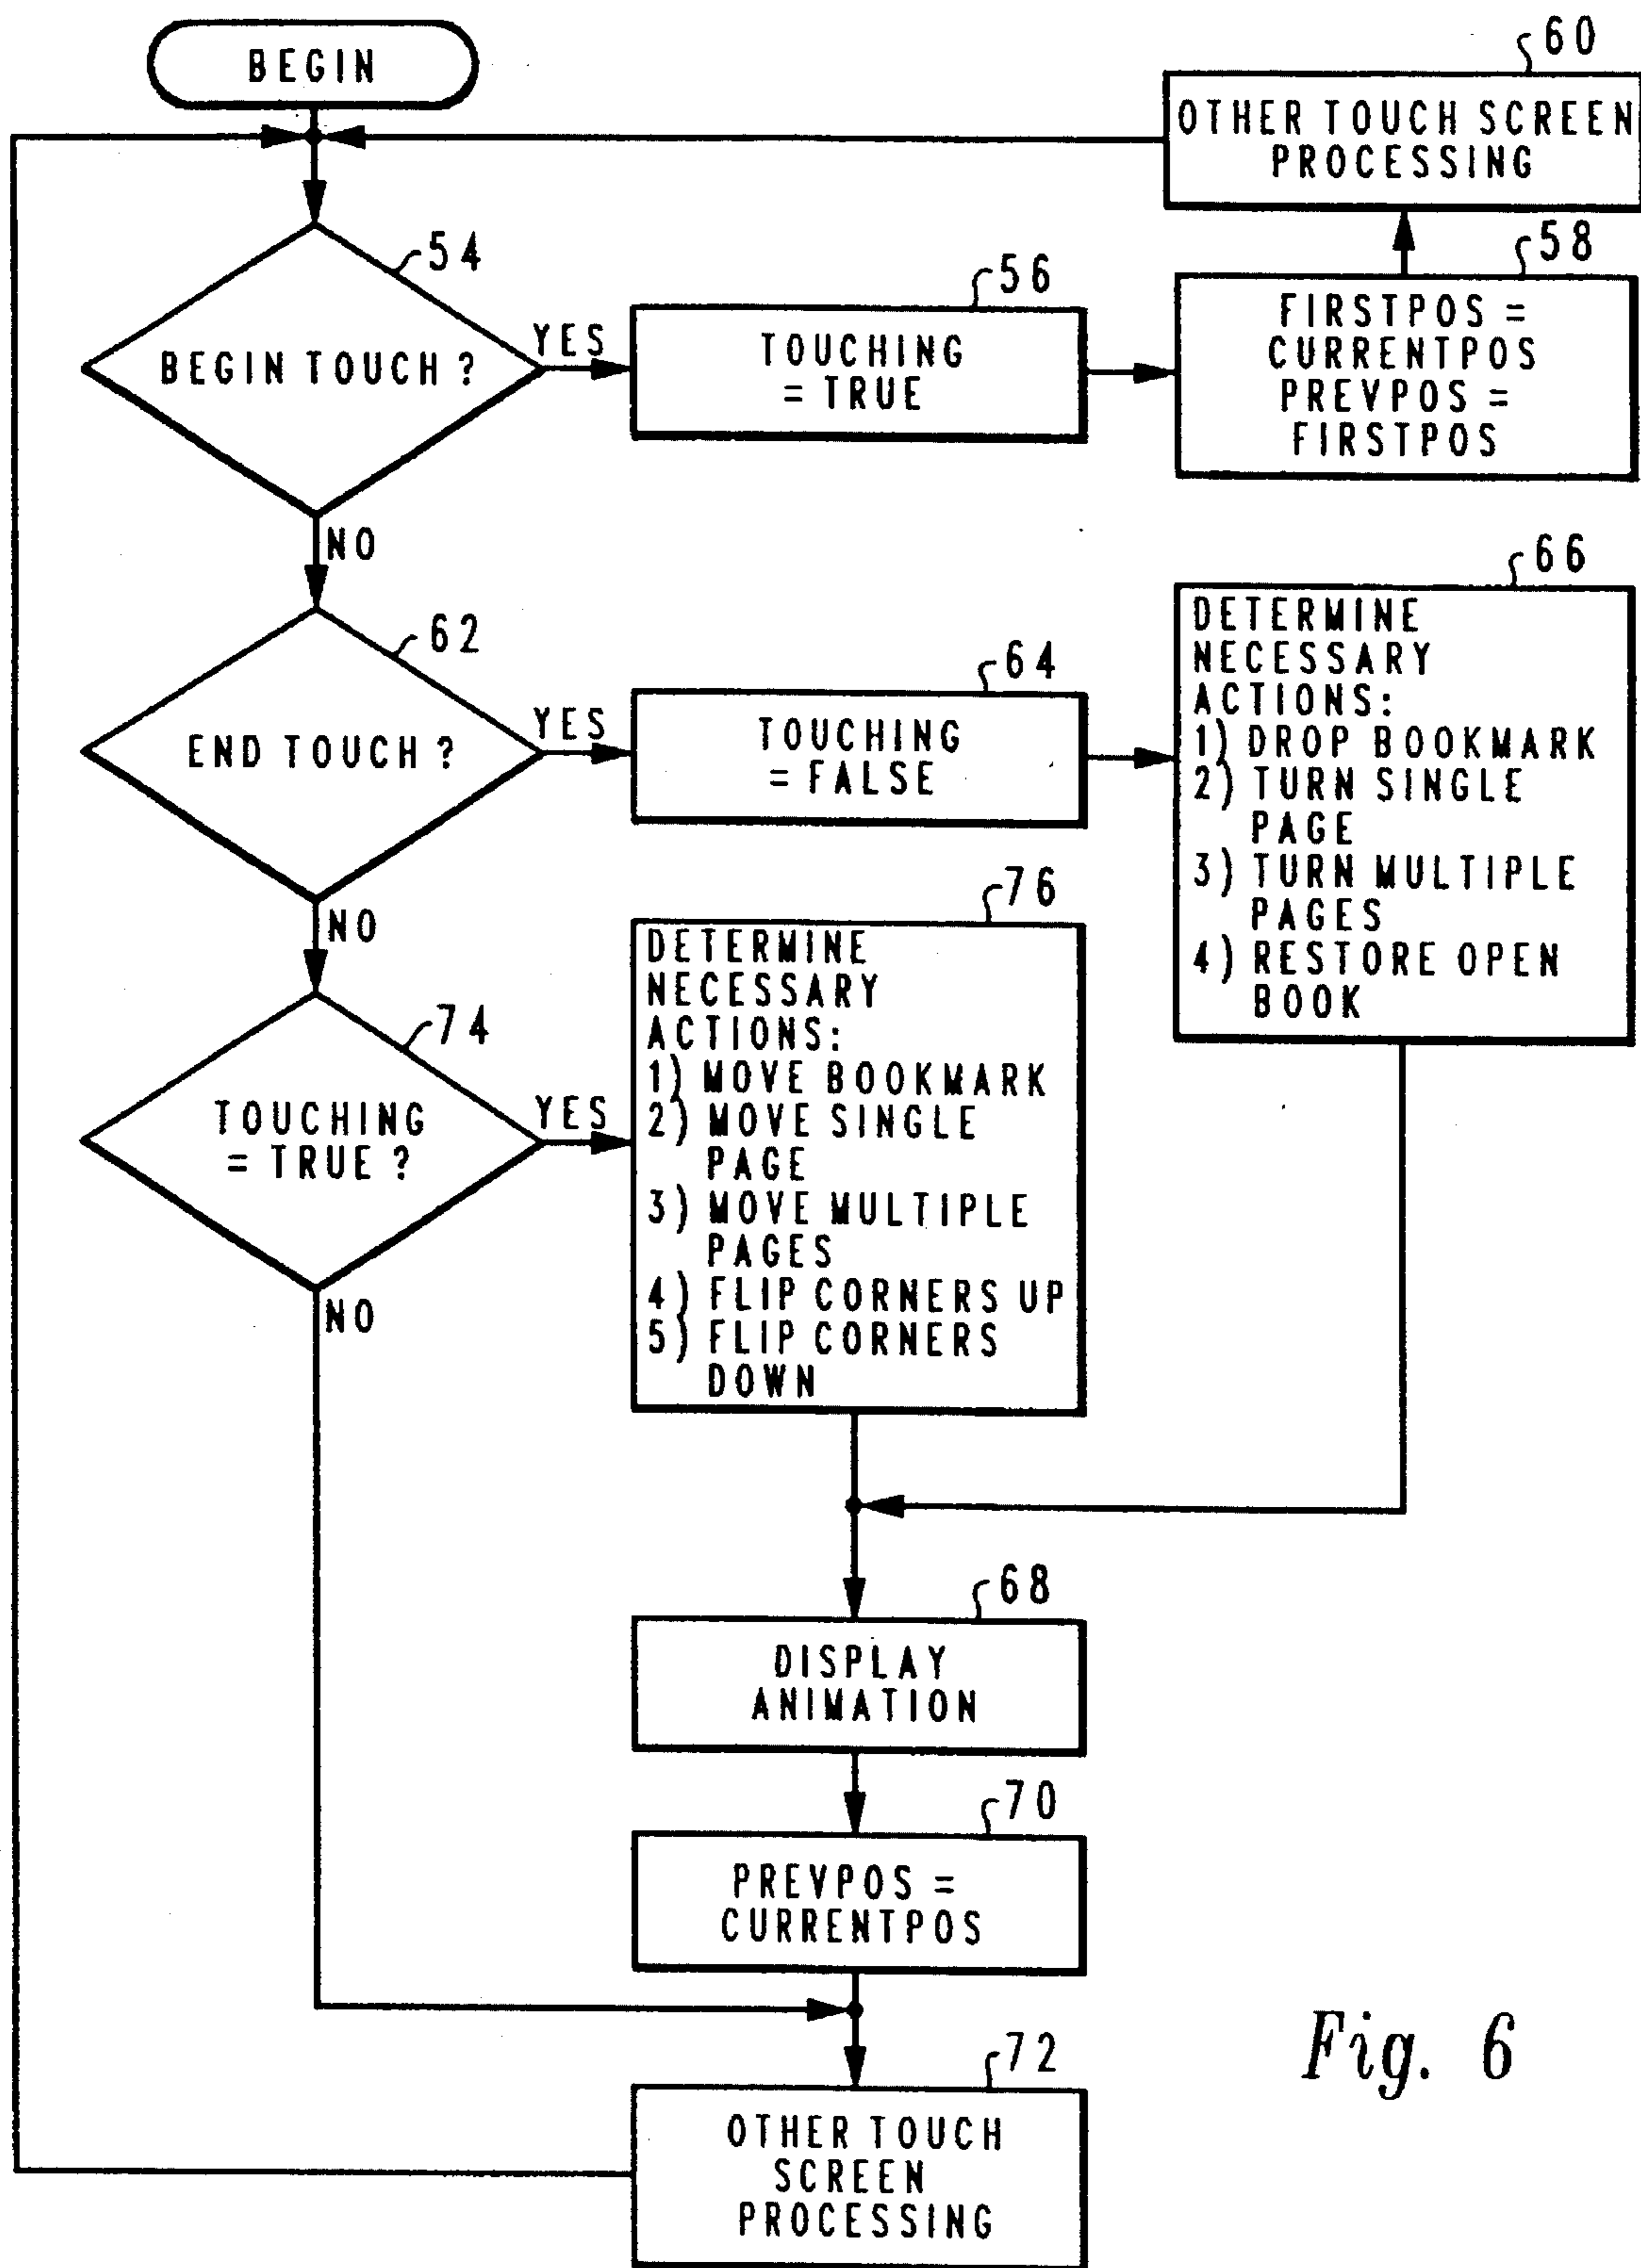 BEGIN
60
OTHER TOUCH SCREEN
PROCESSING
54
BEGIN TOUCH ?
YES
56
TOUCHING
= TRUE
58
FIRSTPOS =
CURRENTPOS
PREVPOS =
FIRSTPOS
NO
62
END TOUCH ?
YES
64
TOUCHING
= FALSE
66
DETERMINE
NECESSARY
ACTIONS:
1) DROP BOOKMARK
2) TURN SINGLE
PAGE
3) TURN MULTIPLE
PAGES
4) RESTORE OPEN
BOOK
NO
74
TOUCHING
= TRUE ?
YES
76
DETERMINE
NECESSARY
ACTIONS:
1) MOVE BOOKMARK
2) MOVE SINGLE
PAGE
3) MOVE MULTIPLE
PAGES
4) FLIP CORNERS UP
5) FLIP CORNERS
DOWN
NO
68
DISPLAY
ANIMATION
70
PREVPOS =
CURRENTPOS
72
OTHER TOUCH
SCREEN
PROCESSING
Fig. 6